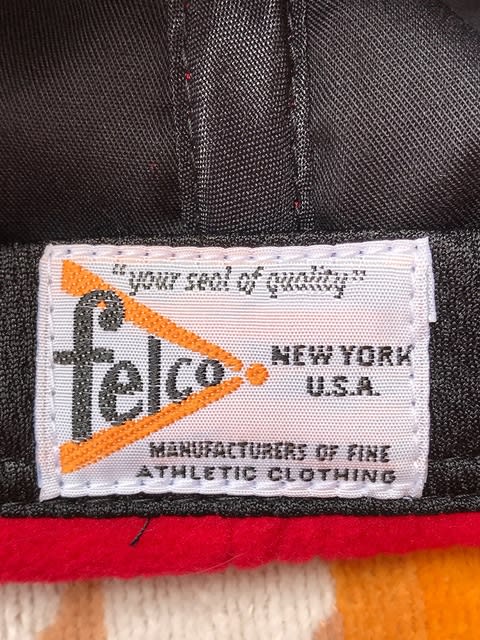 "your seal of quality"
felco
NEW YORK
U.S.A.
MANUFACTURERS OF FINE
ATHLETIC CLOTHING